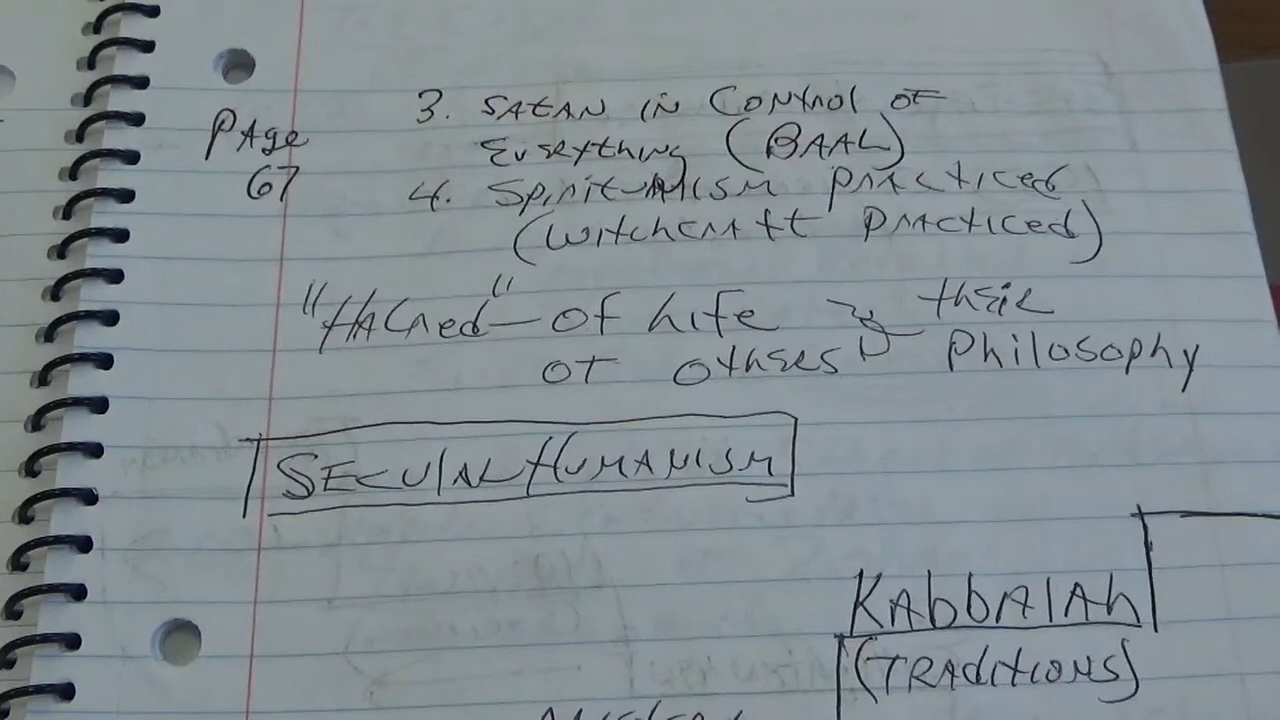 3. SATAN IN CONTROL OF
PAge
EVERYTHING (BAAL)
67
4. SPIRITUALISM PRACTICED
(WITCHCRAFT PRACTICED)
"HATRED" - OF LIFE their
OF OTHERS Philosophy
SECULAR HUMANISM
KAbbALAh
(TRADITIONS)